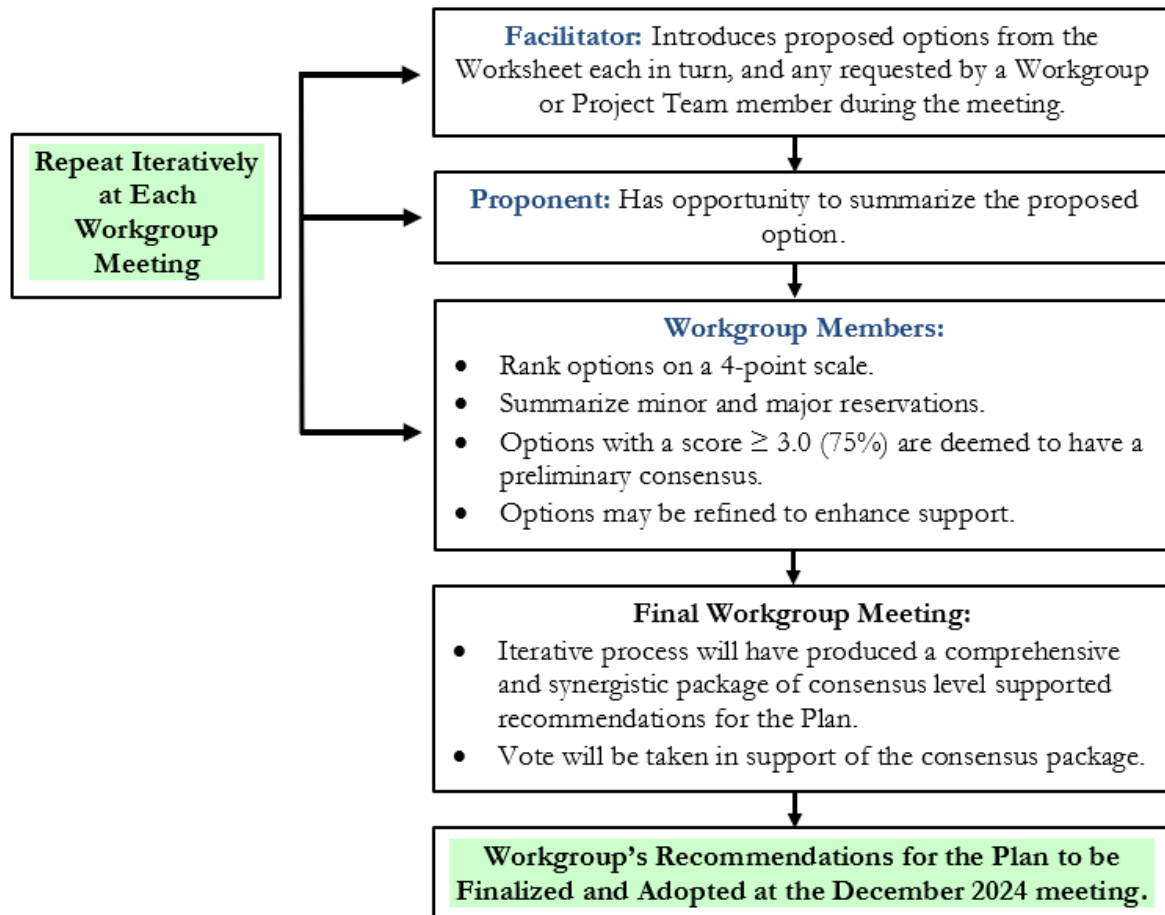 Repeat Iteratively
at Each
Workgroup
Meeting
Facilitator: Introduces proposed options from the
Worksheet each in turn, and any requested by a Workgroup
or Project Team member during the meeting.
Proponent: Has opportunity to summarize the proposed
option.
Workgroup Members:
• Rank options on a 4-point scale.
• Summarize minor and major reservations.
• Options with a score ≥ 3.0 (75%) are deemed to have a
preliminary consensus.
• Options may be refined to enhance support.
Final Workgroup Meeting:
• Iterative process will have produced a comprehensive
and synergistic package of consensus level supported
recommendations for the Plan.
• Vote will be taken in support of the consensus package.
Workgroup’s Recommendations for the Plan to be
Finalized and Adopted at the December 2024 meeting.